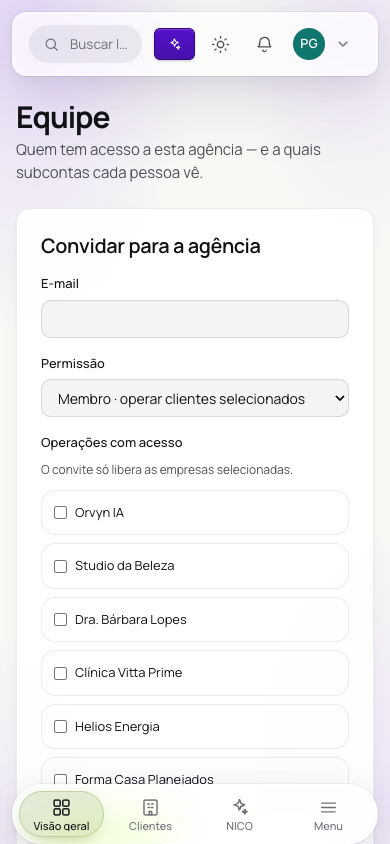 Buscar l...
PG
Equipe
Quem tem acesso a esta agência — e a quais
subcontas cada pessoa vê.
Convidar para a agência
E-mail
Permissão
Membro · operar clientes selecionados
Operações com acesso
O convite só libera as empresas selecionadas.
Orvyn IA
Studio da Beleza
Dra. Bárbara Lopes
Clínica Vitta Prime
Helios Energia
Forma Casa Planejados
Visão geral
Clientes
NICO
Menu